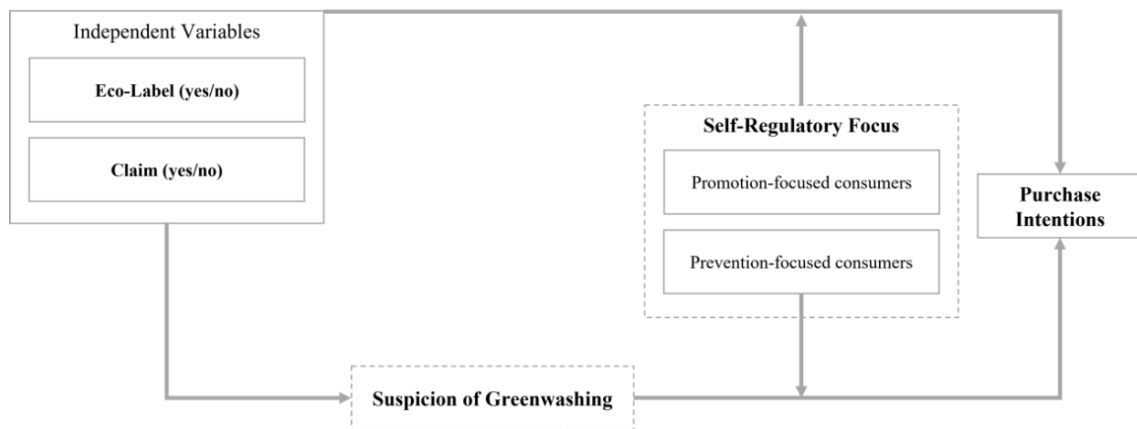 Independent Variables
Eco-Label (yes/no)
Claim (yes/no)
Self-Regulatory Focus
Promotion-focused consumers
Prevention-focused consumers
Purchase
Intentions
Suspicion of Greenwashing